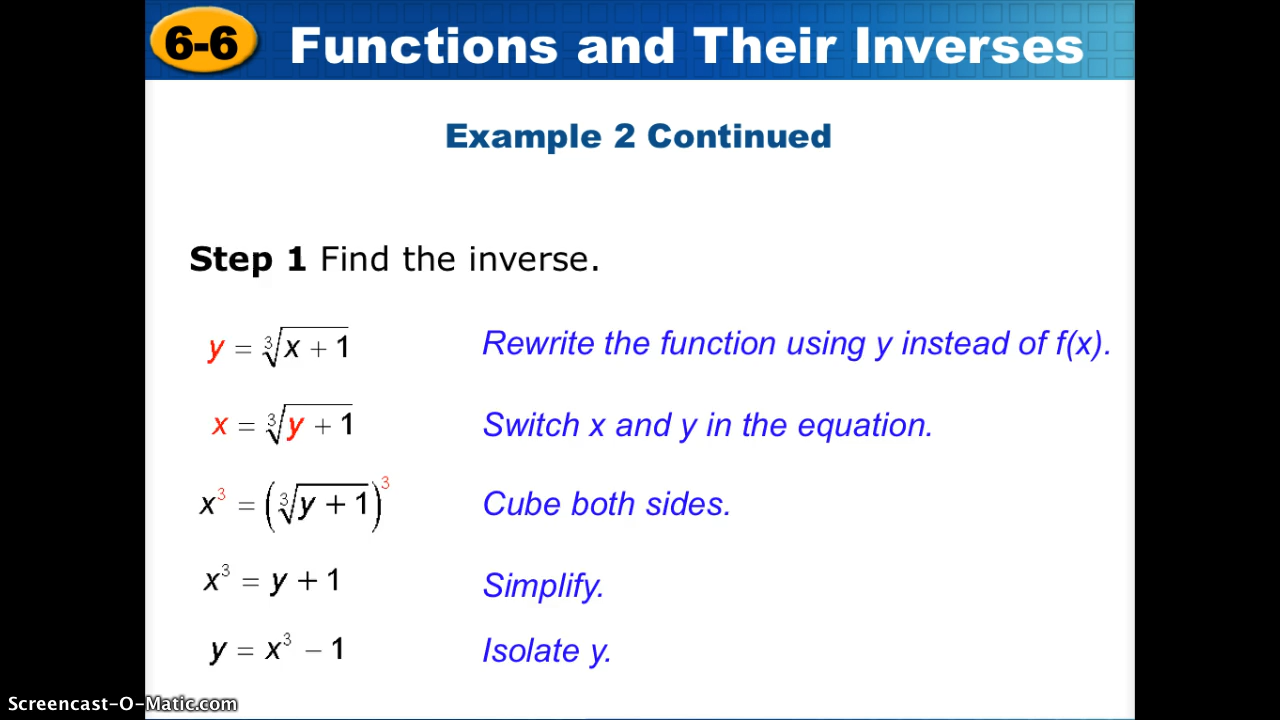 6-6 Functions and Their Inverses
Example 2 Continued
Step 1 Find the inverse.
y = ∛(x + 1) Rewrite the function using y instead of f(x).
x = ∛(y + 1) Switch x and y in the equation.
x³ = (∛(y + 1))³ Cube both sides.
x³ = y + 1 Simplify.
y = x³ − 1 Isolate y.
Screencast-O-Matic.com